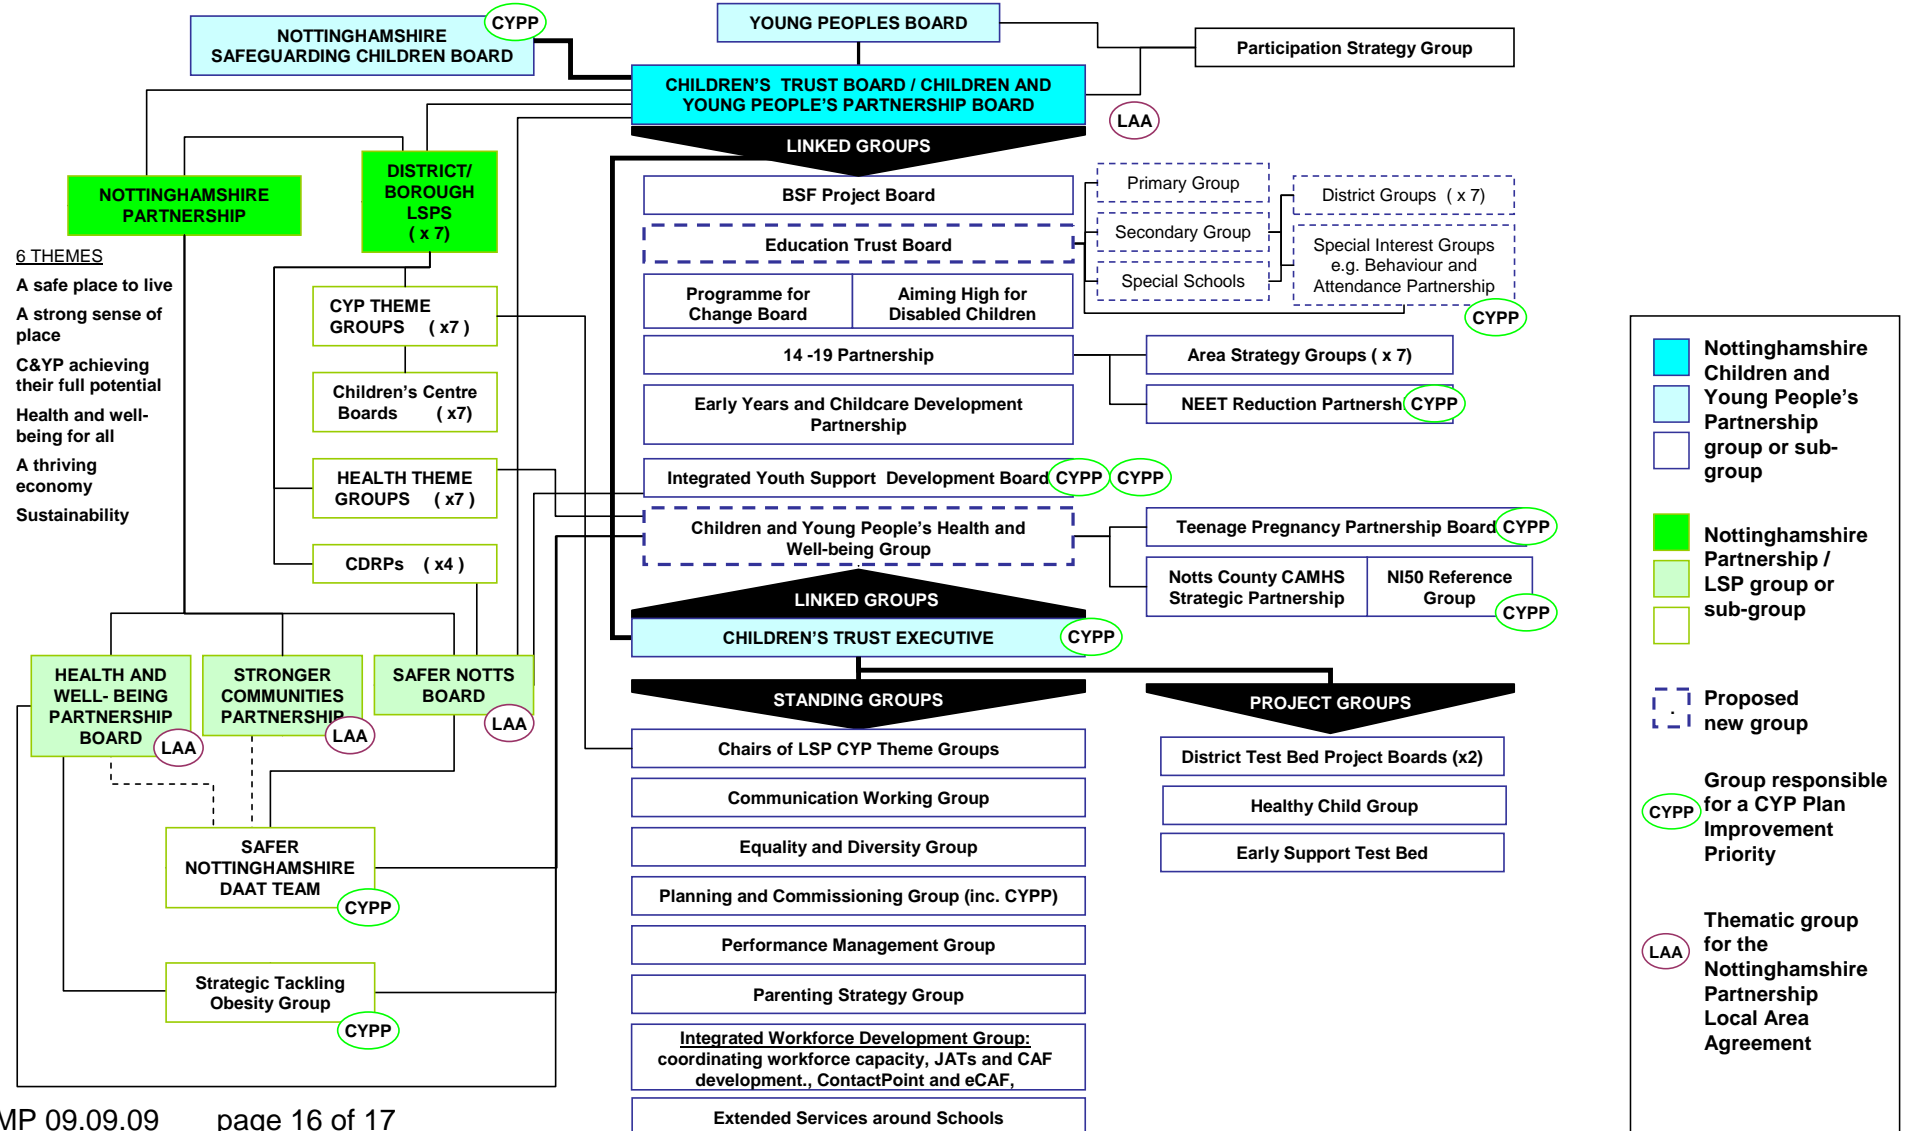 NOTTINGHAMSHIRE
SAFEGUARDING CHILDREN BOARD
CYPP
YOUNG PEOPLES BOARD
Participation Strategy Group
CHILDREN'S TRUST BOARD / CHILDREN AND
YOUNG PEOPLE'S PARTNERSHIP BOARD
LAA
LINKED GROUPS
NOTTINGHAMSHIRE
PARTNERSHIP
DISTRICT/
BOROUGH
LSPS
( x 7)
6 THEMES
A safe place to live
A strong sense of
place
C&YP achieving
their full potential
Health and well-
being for all
A thriving
economy
Sustainability
CYP THEME
GROUPS ( x7 )
Children's Centre
Boards ( x7)
HEALTH THEME
GROUPS ( x7 )
CDRPs ( x4 )
BSF Project Board
Education Trust Board
Primary Group
Secondary Group
Special Schools
District Groups ( x 7)
Special Interest Groups
e.g. Behaviour and
Attendance Partnership
CYPP
Programme for
Change Board
Aiming High for
Disabled Children
14 -19 Partnership
Area Strategy Groups ( x 7)
NEET Reduction Partnersh
CYPP
Early Years and Childcare Development
Partnership
Integrated Youth Support Development Board
CYPP
CYPP
Children and Young People's Health and
Well-being Group
Teenage Pregnancy Partnership Board
CYPP
Notts County CAMHS
Strategic Partnership
NI50 Reference
Group
CYPP
LINKED GROUPS
CHILDREN'S TRUST EXECUTIVE
CYPP
HEALTH AND
WELL- BEING
PARTNERSHIP
BOARD
LAA
STRONGER
COMMUNITIES
PARTNERSHIP
LAA
SAFER NOTTS
BOARD
LAA
SAFER
NOTTINGHAMSHIRE
DAAT TEAM
CYPP
Strategic Tackling
Obesity Group
CYPP
STANDING GROUPS
Chairs of LSP CYP Theme Groups
Communication Working Group
Equality and Diversity Group
Planning and Commissioning Group (inc. CYPP)
Performance Management Group
Parenting Strategy Group
Integrated Workforce Development Group:
coordinating workforce capacity, JATs and CAF
development., ContactPoint and eCAF,
Extended Services around Schools
PROJECT GROUPS
District Test Bed Project Boards (x2)
Healthy Child Group
Early Support Test Bed
Nottinghamshire
Children and
Young People's
Partnership
group or sub-
group
Nottinghamshire
Partnership /
LSP group or
sub-group
.
Proposed
new group
CYPP
Group responsible
for a CYP Plan
Improvement
Priority
LAA
Thematic group
for the
Nottinghamshire
Partnership
Local Area
Agreement
MP 09.09.09 page 16 of 17